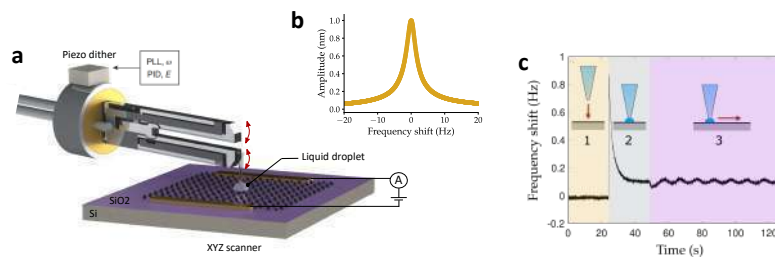 a
Piezo dither
PLL, ω
PID, E
Liquid droplet
A
SiO2
Si
XYZ scanner
b
Amplitude (nm)
1.0
0.8
0.6
0.4
0.2
0.0
−20
−10
0
10
20
Frequency shift (Hz)
c
Frequency shift (Hz)
1
0.8
0.6
0.4
0.2
0
1
2
3
0
20
40
60
80
100
120
Time (s)